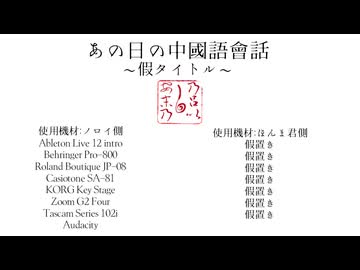 あの日の中國語會話
～假タイトル～
使用機材:ノロイ側
Ableton Live 12 intro
Behringer Pro-800
Roland Boutique JP-08
Casiotone SA-81
KORG Key Stage
Zoom G2 Four
Tascam Series 102i
Audacity
使用機材:ほんま君側
假置き
假置き
假置き
假置き
假置き
假置き
假置き